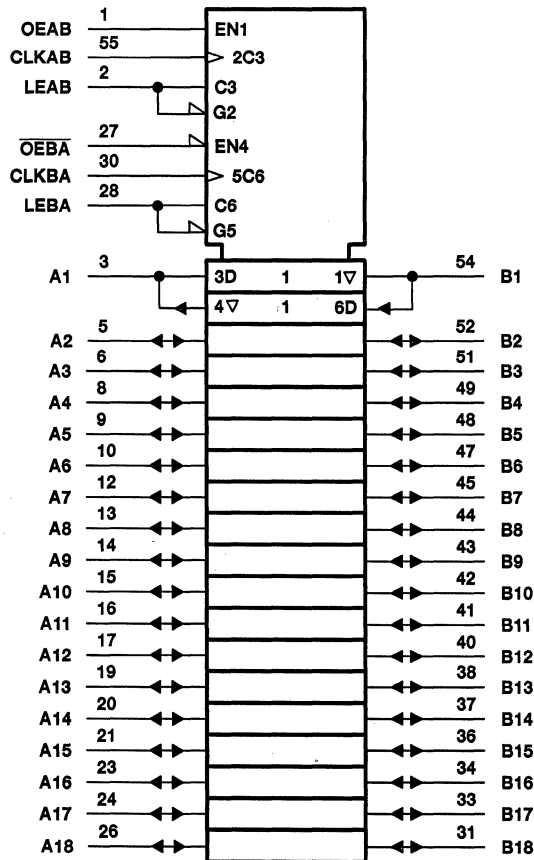 OEAB 1 EN1
CLKAB 55 2C3
LEAB 2 C3
G2
OEBA 27 EN4
CLKBA 30 5C6
LEBA 28 C6
G5
A1 3 3D 1 1▽ 54 B1
4▽ 1 6D
A2 5 52 B2
A3 6 51 B3
A4 8 49 B4
A5 9 48 B5
A6 10 47 B6
A7 12 45 B7
A8 13 44 B8
A9 14 43 B9
A10 15 42 B10
A11 16 41 B11
A12 17 40 B12
A13 19 38 B13
A14 20 37 B14
A15 21 36 B15
A16 23 34 B16
A17 24 33 B17
A18 26 31 B18